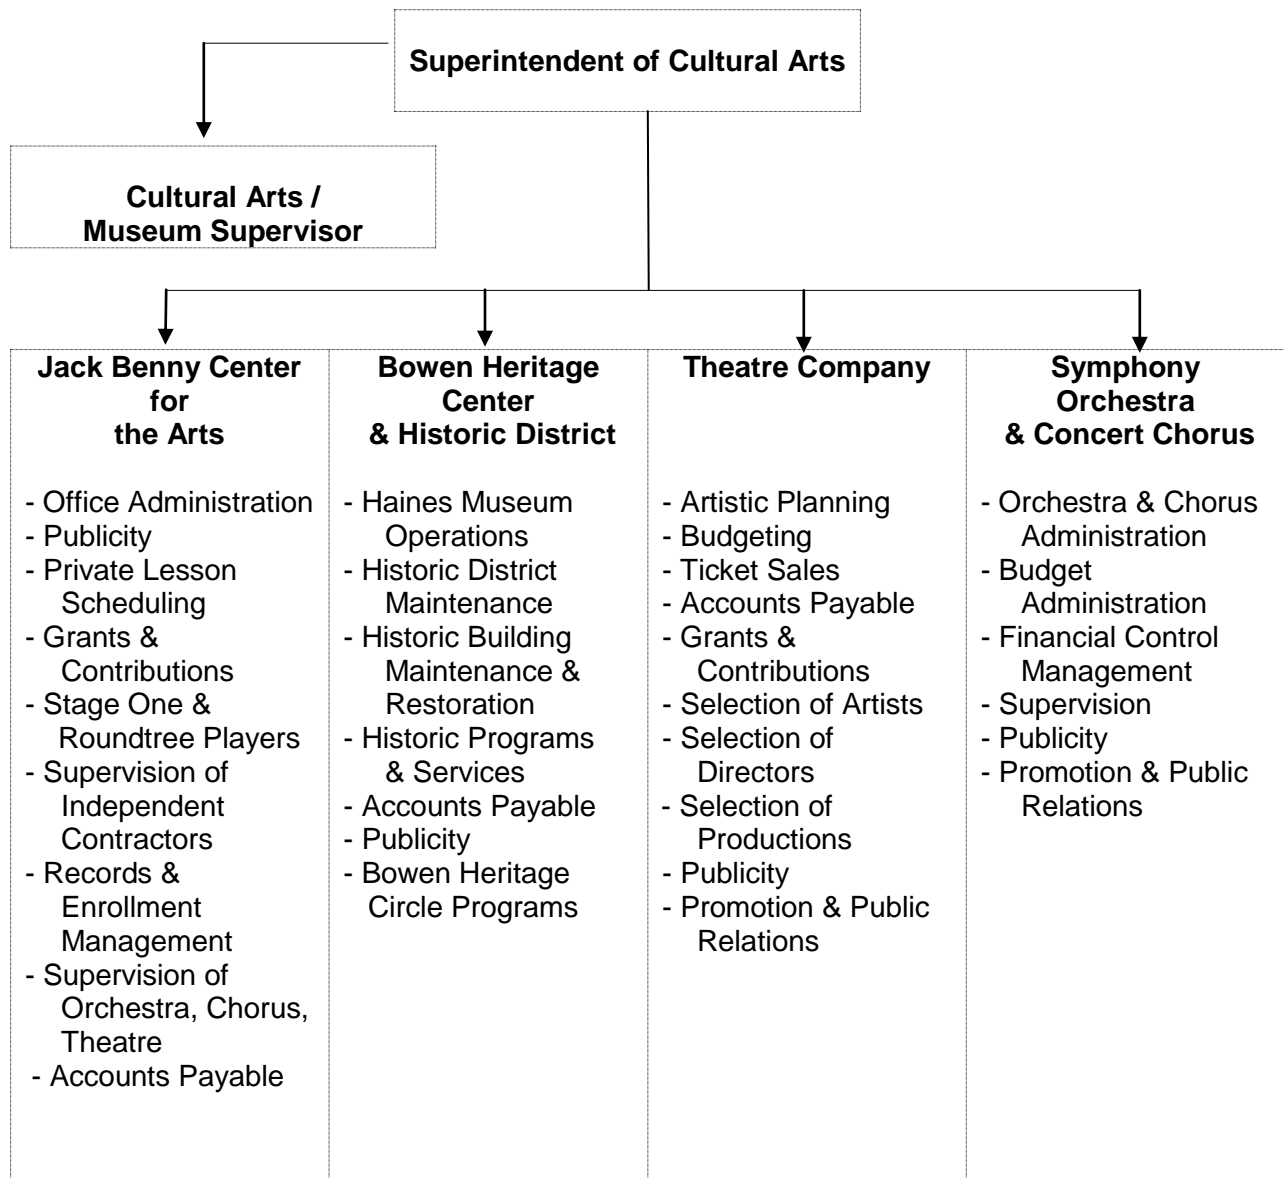 Superintendent of Cultural Arts
Cultural Arts /
Museum Supervisor
Jack Benny Center
for
the Arts
- Office Administration
- Publicity
- Private Lesson
Scheduling
- Grants &
Contributions
- Stage One &
Roundtree Players
- Supervision of
Independent
Contractors
- Records &
Enrollment
Management
- Supervision of
Orchestra, Chorus,
Theatre
- Accounts Payable
Bowen Heritage
Center
& Historic District
- Haines Museum
Operations
- Historic District
Maintenance
- Historic Building
Maintenance &
Restoration
- Historic Programs
& Services
- Accounts Payable
- Publicity
- Bowen Heritage
Circle Programs
Theatre Company
- Artistic Planning
- Budgeting
- Ticket Sales
- Accounts Payable
- Grants &
Contributions
- Selection of Artists
- Selection of
Directors
- Selection of
Productions
- Publicity
- Promotion & Public
Relations
Symphony
Orchestra
& Concert Chorus
- Orchestra & Chorus
Administration
- Budget
Administration
- Financial Control
Management
- Supervision
- Publicity
- Promotion & Public
Relations